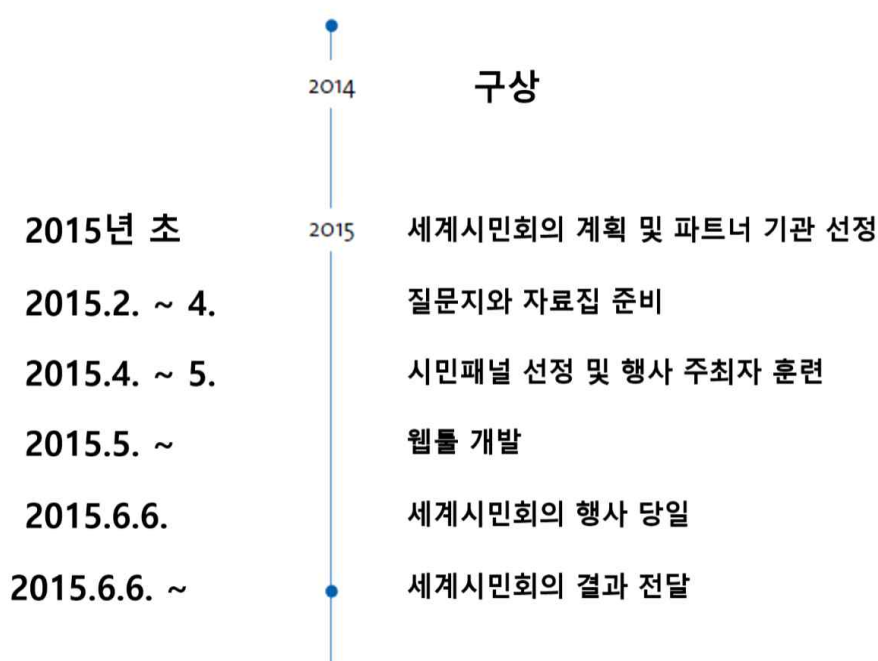 2014 구상
2015년 초 2015 세계시민회의 계획 및 파트너 기관 선정
2015.2. ~ 4. 질문지와 자료집 준비
2015.4. ~ 5. 시민패널 선정 및 행사 주최자 훈련
2015.5. ~ 웹툴 개발
2015.6.6. 세계시민회의 행사 당일
2015.6.6. ~ 세계시민회의 결과 전달